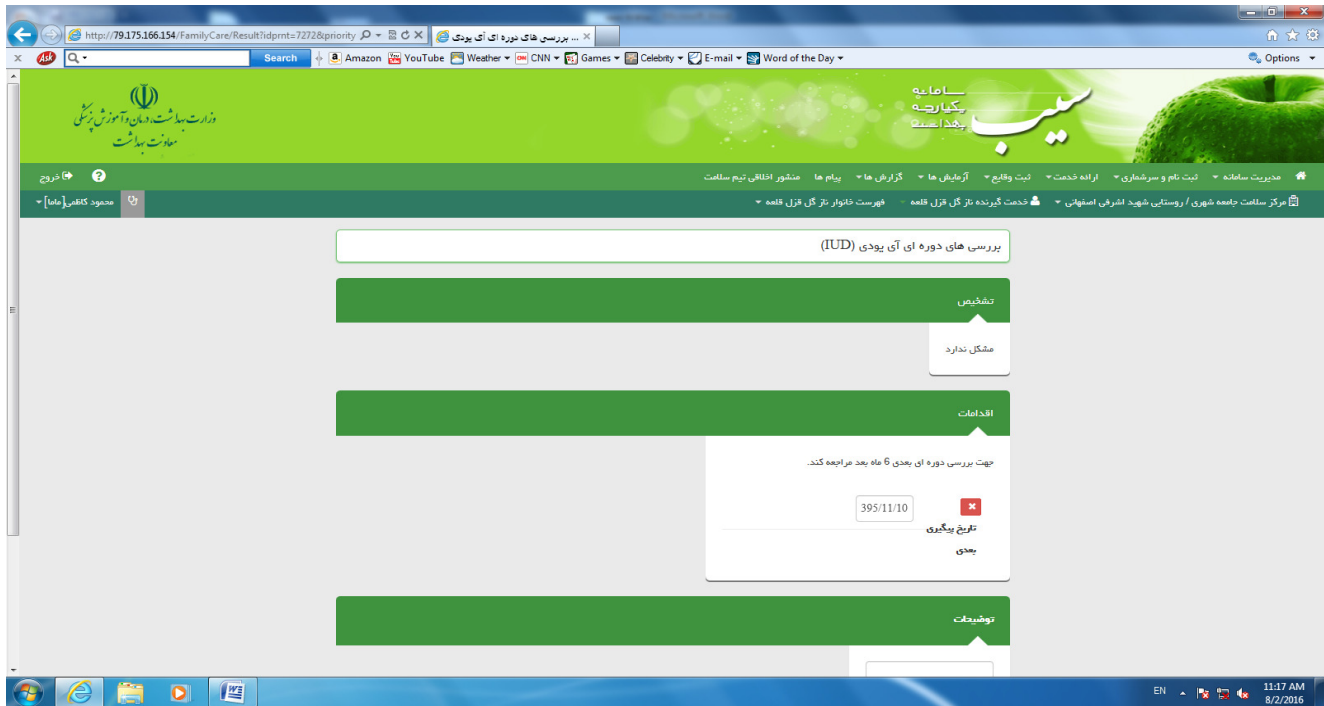 http://79.175.166.154/FamilyCare/Result?idprnt=7272&priority
بررسی های دوره ای آی یودی ...
Ask
Search
Amazon
YouTube
Weather
CNN
Games
Celebrity
E-mail
Word of the Day
Options
وزارت بهداشت، درمان و آموزش پزشکی
معاونت بهداشت
سامانه
یکپارچه
بهداشت
سیب
مدیریت سامانه
ثبت نام و سرشماری
ارائه خدمت
ثبت وقایع
آزمایش ها
گزارش ها
پیام ها
منشور اخلاقی تیم سلامت
خروج
مرکز سلامت جامعه شهری / روستایی شهید اشرفی اصفهانی
خدمت گیرنده ناز گل قزل قلعه
فهرست خانوار ناز گل قزل قلعه
محمود کاظمی[ماما]
بررسی های دوره ای آی یودی (IUD)
تشخیص
مشکل ندارد
اقدامات
جهت بررسی دوره ای بعدی 6 ماه بعد مراجعه کند.
395/11/10
تاریخ پیگیری
بعدی
توضیحات
EN
11:17 AM
8/2/2016